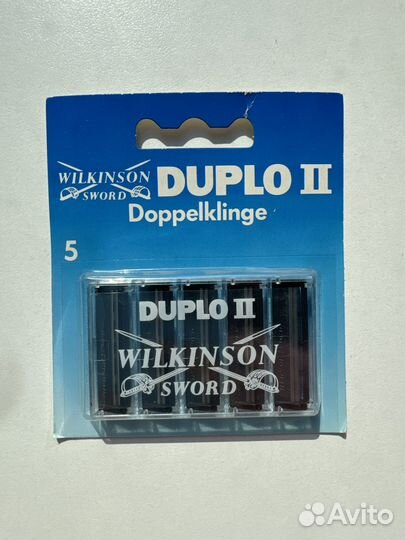 WILKINSON
SWORD
DUPLO II
Doppelklinge
5
DUPLO II
WILKINSON
SWORD
Avito